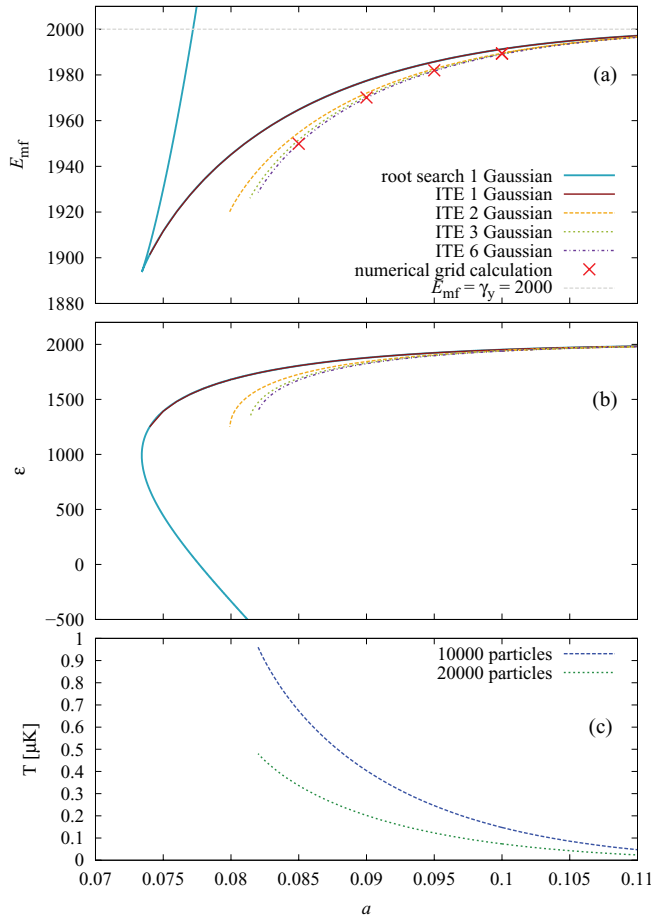 2000
1980
1960
1940
1920
1900
1880
E_mf
(a)
root search 1 Gaussian
ITE 1 Gaussian
ITE 2 Gaussian
ITE 3 Gaussian
ITE 6 Gaussian
numerical grid calculation
E_mf = γ_y = 2000
2000
1500
1000
500
0
−500
ε
(b)
1
0.9
0.8
0.7
0.6
0.5
0.4
0.3
0.2
0.1
0
T [μK]
10000 particles
20000 particles
(c)
0.07 0.075 0.08 0.085 0.09 0.095 0.1 0.105 0.11
a